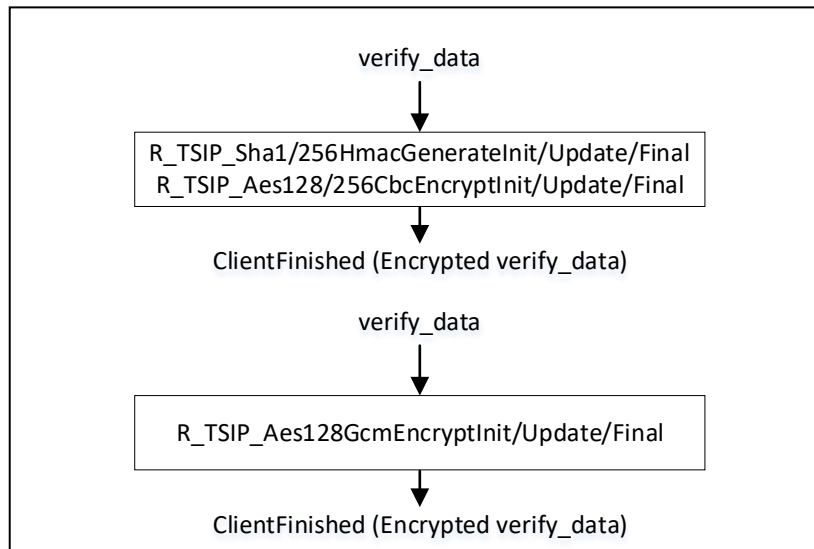 verify_data
R_TSIP_Sha1/256HmacGenerateInit/Update/Final
R_TSIP_Aes128/256CbcEncryptInit/Update/Final
ClientFinished (Encrypted verify_data)
verify_data
R_TSIP_Aes128GcmEncryptInit/Update/Final
ClientFinished (Encrypted verify_data)